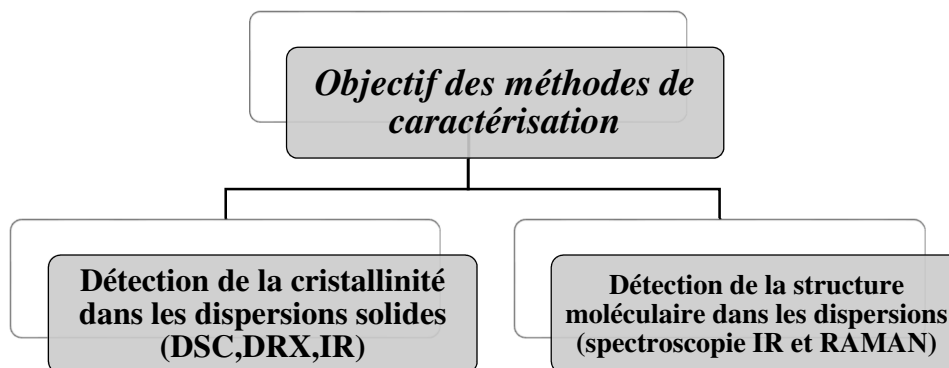 Objectif des méthodes de
caractérisation
Détection de la cristallinité
dans les dispersions solides
(DSC,DRX,IR)
Détection de la structure
moléculaire dans les dispersions
(spectroscopie IR et RAMAN)